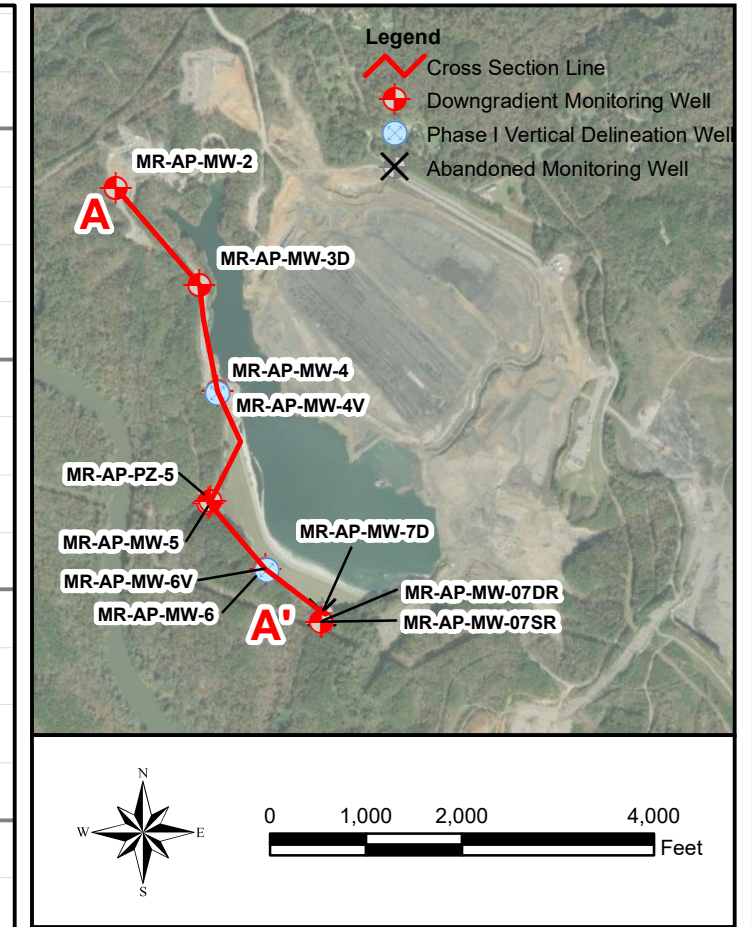 Legend
Cross Section Line
Downgradient Monitoring Well
Phase I Vertical Delineation Well
Abandoned Monitoring Well
MR-AP-MW-2
A
MR-AP-MW-3D
MR-AP-MW-4
MR-AP-MW-4V
MR-AP-PZ-5
MR-AP-MW-5
MR-AP-MW-7D
MR-AP-MW-6V
MR-AP-MW-07DR
MR-AP-MW-6
A'
MR-AP-MW-07SR
N
W E
S
0 1,000 2,000 4,000
Feet